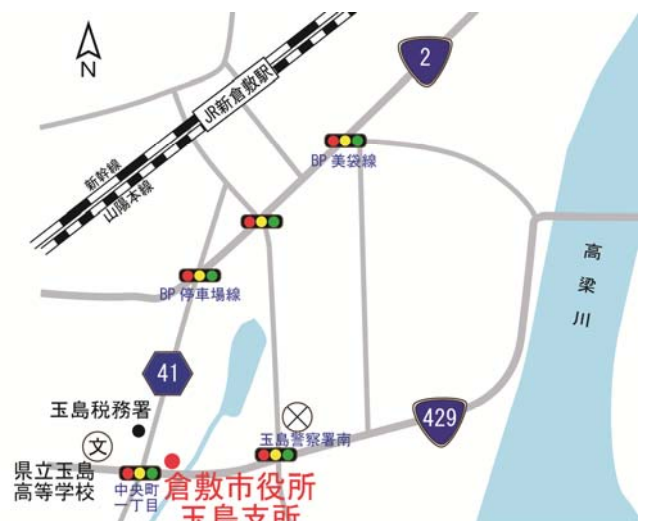 N
2
JR新倉敷駅
新幹線
山陽本線
BP 美袋線
BP 停車場線
高梁川
41
429
玉島税務署
文
玉島警察署南
県立玉島
高等学校
中央町
一丁目
倉敷市役所
玉島支所